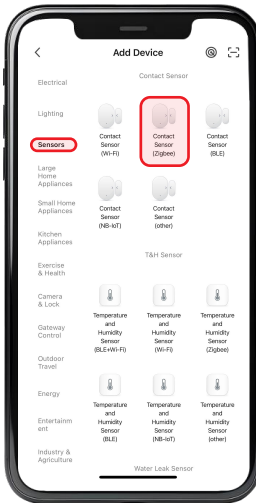 Add Device
Electrical
Lighting
Sensors
Large
Home
Appliances
Small Home
Appliances
Kitchen
Appliances
Exercise
& Health
Camera
& Lock
Gateway
Control
Outdoor
Travel
Energy
Entertainm
ent
Industry &
Agriculture
Contact Sensor
Contact
Sensor
(Wi-Fi)
Contact
Sensor
(Zigbee)
Contact
Sensor
(BLE)
Contact
Sensor
(NB-IoT)
Contact
Sensor
(other)
T&H Sensor
Temperature
and
Humidity
Sensor
(BLE+Wi-Fi)
Temperature
and
Humidity
Sensor
(Wi-Fi)
Temperature
and
Humidity
Sensor
(Zigbee)
Temperature
and
Humidity
Sensor
(BLE)
Temperature
and
Humidity
Sensor
(NB-IoT)
Temperature
and
Humidity
Sensor
(other)
Water Leak Sensor